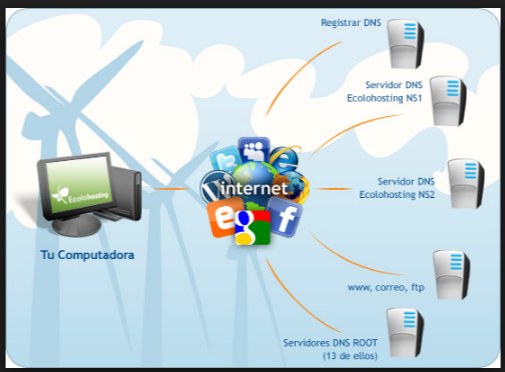 Registrar DNS
Servidor DNS
Ecolohosting NS1
Ecolohosting
internet
Servidor DNS
Ecolohosting NS2
Tu Computadora
www, correo, ftp
Servidores DNS ROOT
(13 de ellos)